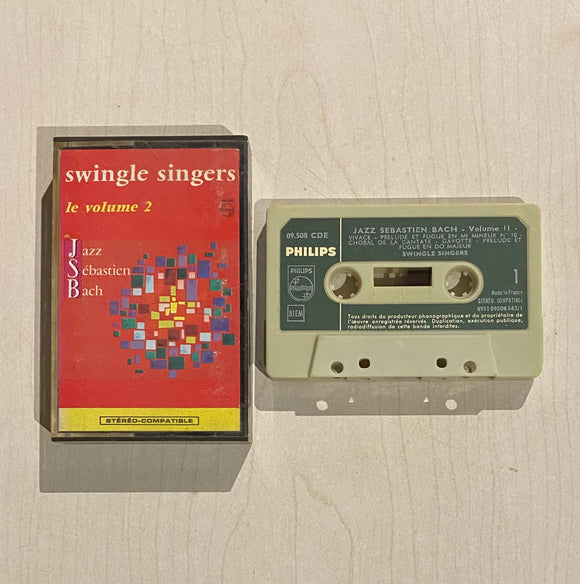 swingle singers
le volume 2
de
Jazz
Sébastien
Bach
STÉRÉO-COMPATIBLE
09.508 CDE
JAZZ SEBASTIEN BACH - Volume II -
VIVACE - PRELUDE ET FUGUE EN MI MINEUR N° 10 -
CHORAL DE LA CANTATE - GAVOTTE - PRELUDE ET
FUGUE EN DO MAJEUR
SWINGLE SINGERS
PHILIPS
PHILIPS
BIEM
1
Made in France
STÉRÉO COMPATIBLE
Tous droits du producteur phonographique et du propriétaire de
l'œuvre enregistrée réservés. Duplication, exécution publique,
radiodiffusion de cette bande interdites.